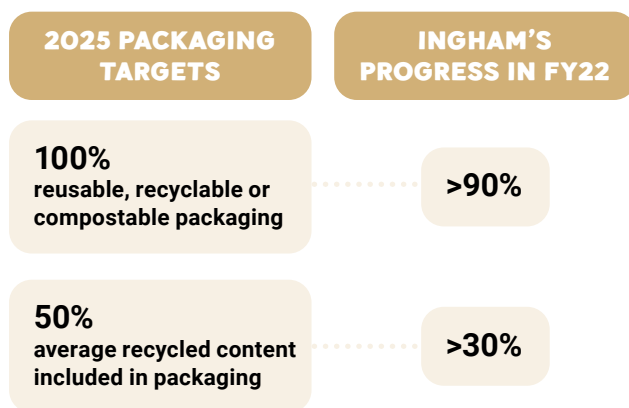 2025 PACKAGING
TARGETS
INGHAM'S
PROGRESS IN FY22
100%
reusable, recyclable or
compostable packaging
>90%
50%
average recycled content
included in packaging
>30%